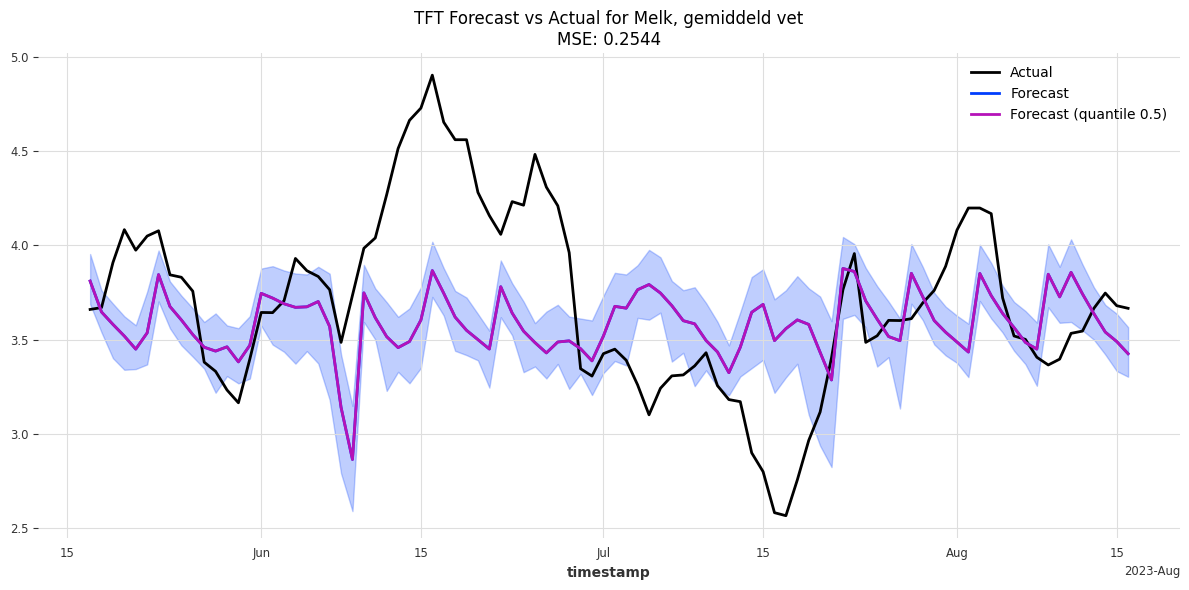 TFT Forecast vs Actual for Melk, gemiddeld vet
MSE: 0.2544
Actual
Forecast
Forecast (quantile 0.5)
5.0
4.5
4.0
3.5
3.0
2.5
15 Jun 15 Jul 15 Aug 15
timestamp
2023-Aug